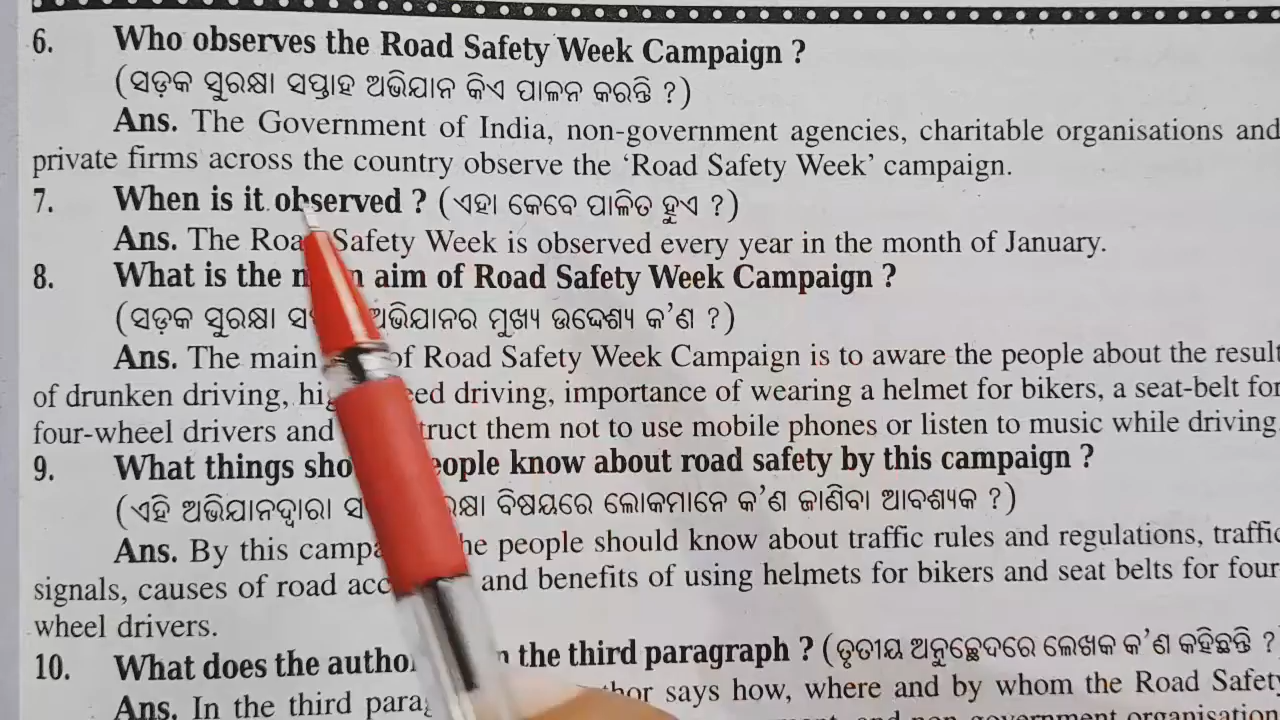 6. Who observes the Road Safety Week Campaign ?
(ସଡ଼କ ସୁରକ୍ଷା ସପ୍ତାହ ଅଭିଯାନ କିଏ ପାଳନ କରନ୍ତି ?)
Ans. The Government of India, non-government agencies, charitable organisations and
private firms across the country observe the ‘Road Safety Week’ campaign.
7. When is it observed ? (ଏହା କେବେ ପାଳିତ ହୁଏ ?)
Ans. The Safety Week is observed every year in the month of January.
8. What is the aim of Road Safety Week Campaign ?
(ସଡ଼କ ସୁରକ୍ଷା ଅଭିଯାନର ମୁଖ୍ୟ ଉଦ୍ଦେଶ୍ୟ କ’ଣ ?)
Ans. The main of Road Safety Week Campaign is to aware the people about the result
of drunken driving, driving, importance of wearing a helmet for bikers, a seat-belt for
four-wheel drivers and them not to use mobile phones or listen to music while driving.
9. What things people know about road safety by this campaign ?
(ଏହି ଅଭିଯାନଦ୍ୱାରା ବିଷୟରେ ଲୋକମାନେ କ’ଣ ଜାଣିବା ଆବଶ୍ୟକ ?)
Ans. By this the people should know about traffic rules and regulations, traffic
signals, causes of road and benefits of using helmets for bikers and seat belts for four
wheel drivers.
10. What does the author in the third paragraph ? (ତୃତୀୟ ଅନୁଚ୍ଛେଦରେ ଲେଖକ କ’ଣ କହିଛନ୍ତି ?
Ans. In the third says how, where and by whom the Road Safety